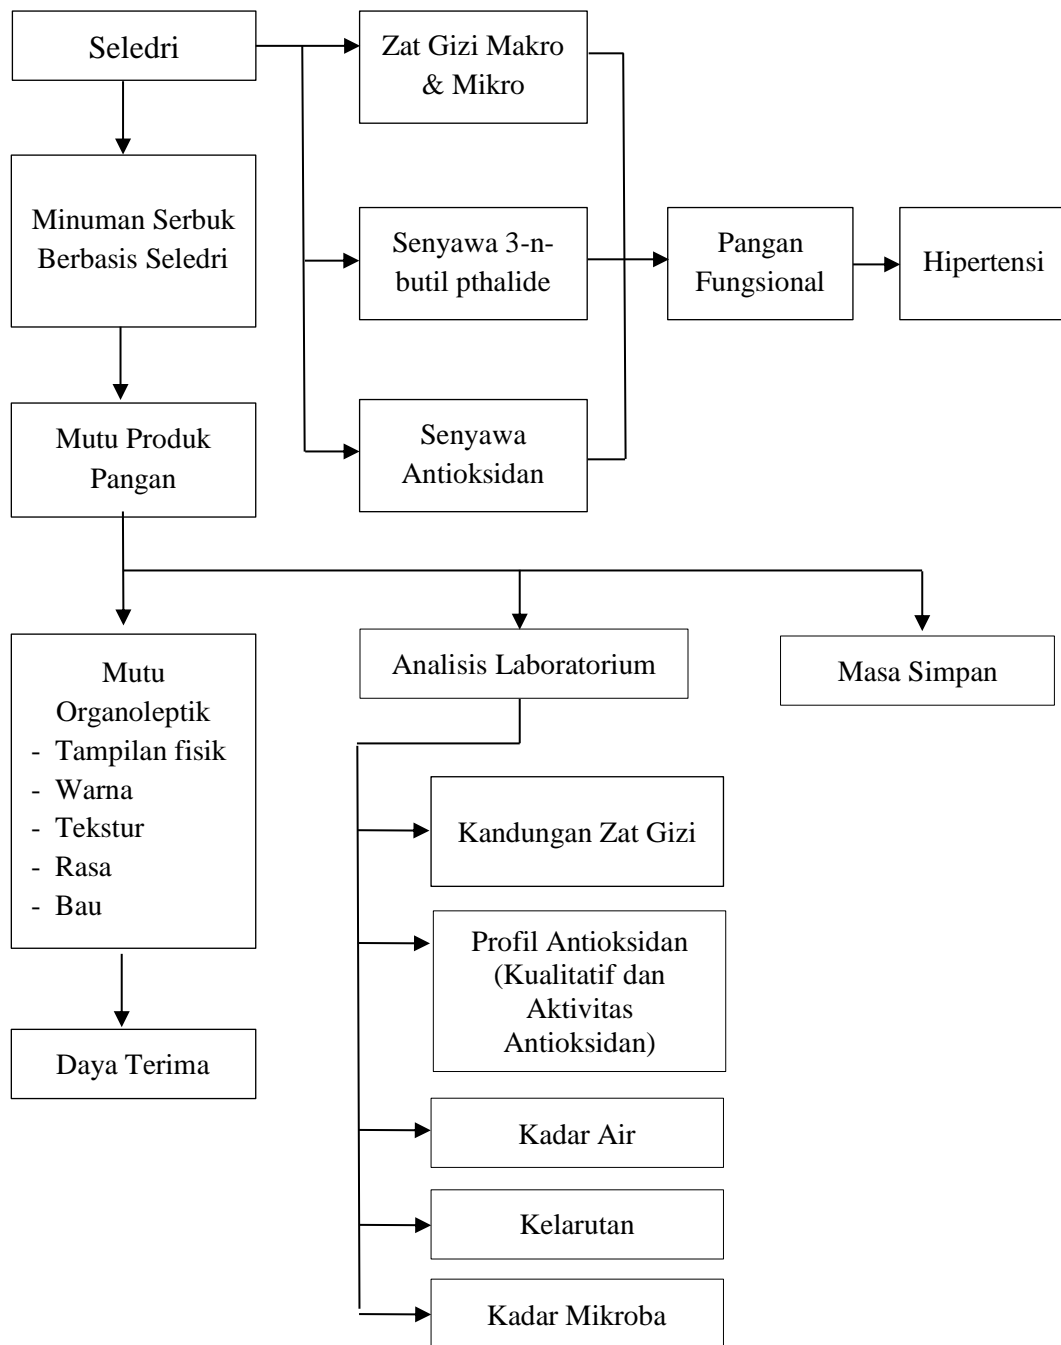 Seledri
Zat Gizi Makro
& Mikro
Minuman Serbuk
Berbasis Seledri
Senyawa 3-n-
butil pthalide
Pangan
Fungsional
Hipertensi
Mutu Produk
Pangan
Senyawa
Antioksidan
Mutu
Organoleptik
- Tampilan fisik
- Warna
- Tekstur
- Rasa
- Bau
Analisis Laboratorium
Masa Simpan
Kandungan Zat Gizi
Profil Antioksidan
(Kualitatif dan
Aktivitas
Antioksidan)
Daya Terima
Kadar Air
Kelarutan
Kadar Mikroba